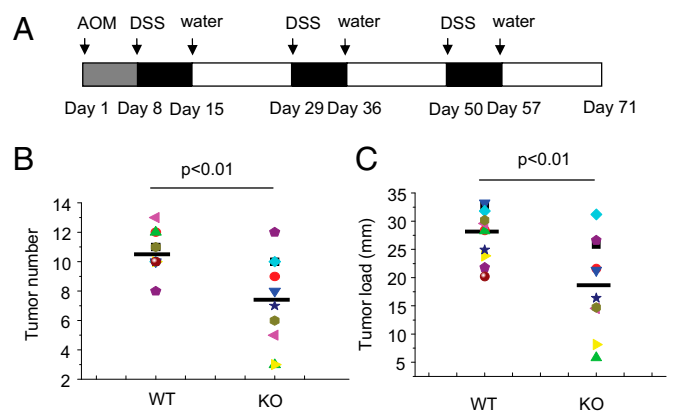 A
AOM DSS water DSS water DSS water
Day 1 Day 8 Day 15 Day 29 Day 36 Day 50 Day 57 Day 71
B
p<0.01
Tumor number
14
12
10
8
6
4
2
WT KO
C
p<0.01
Tumor load (mm)
35
30
25
20
15
10
5
WT KO